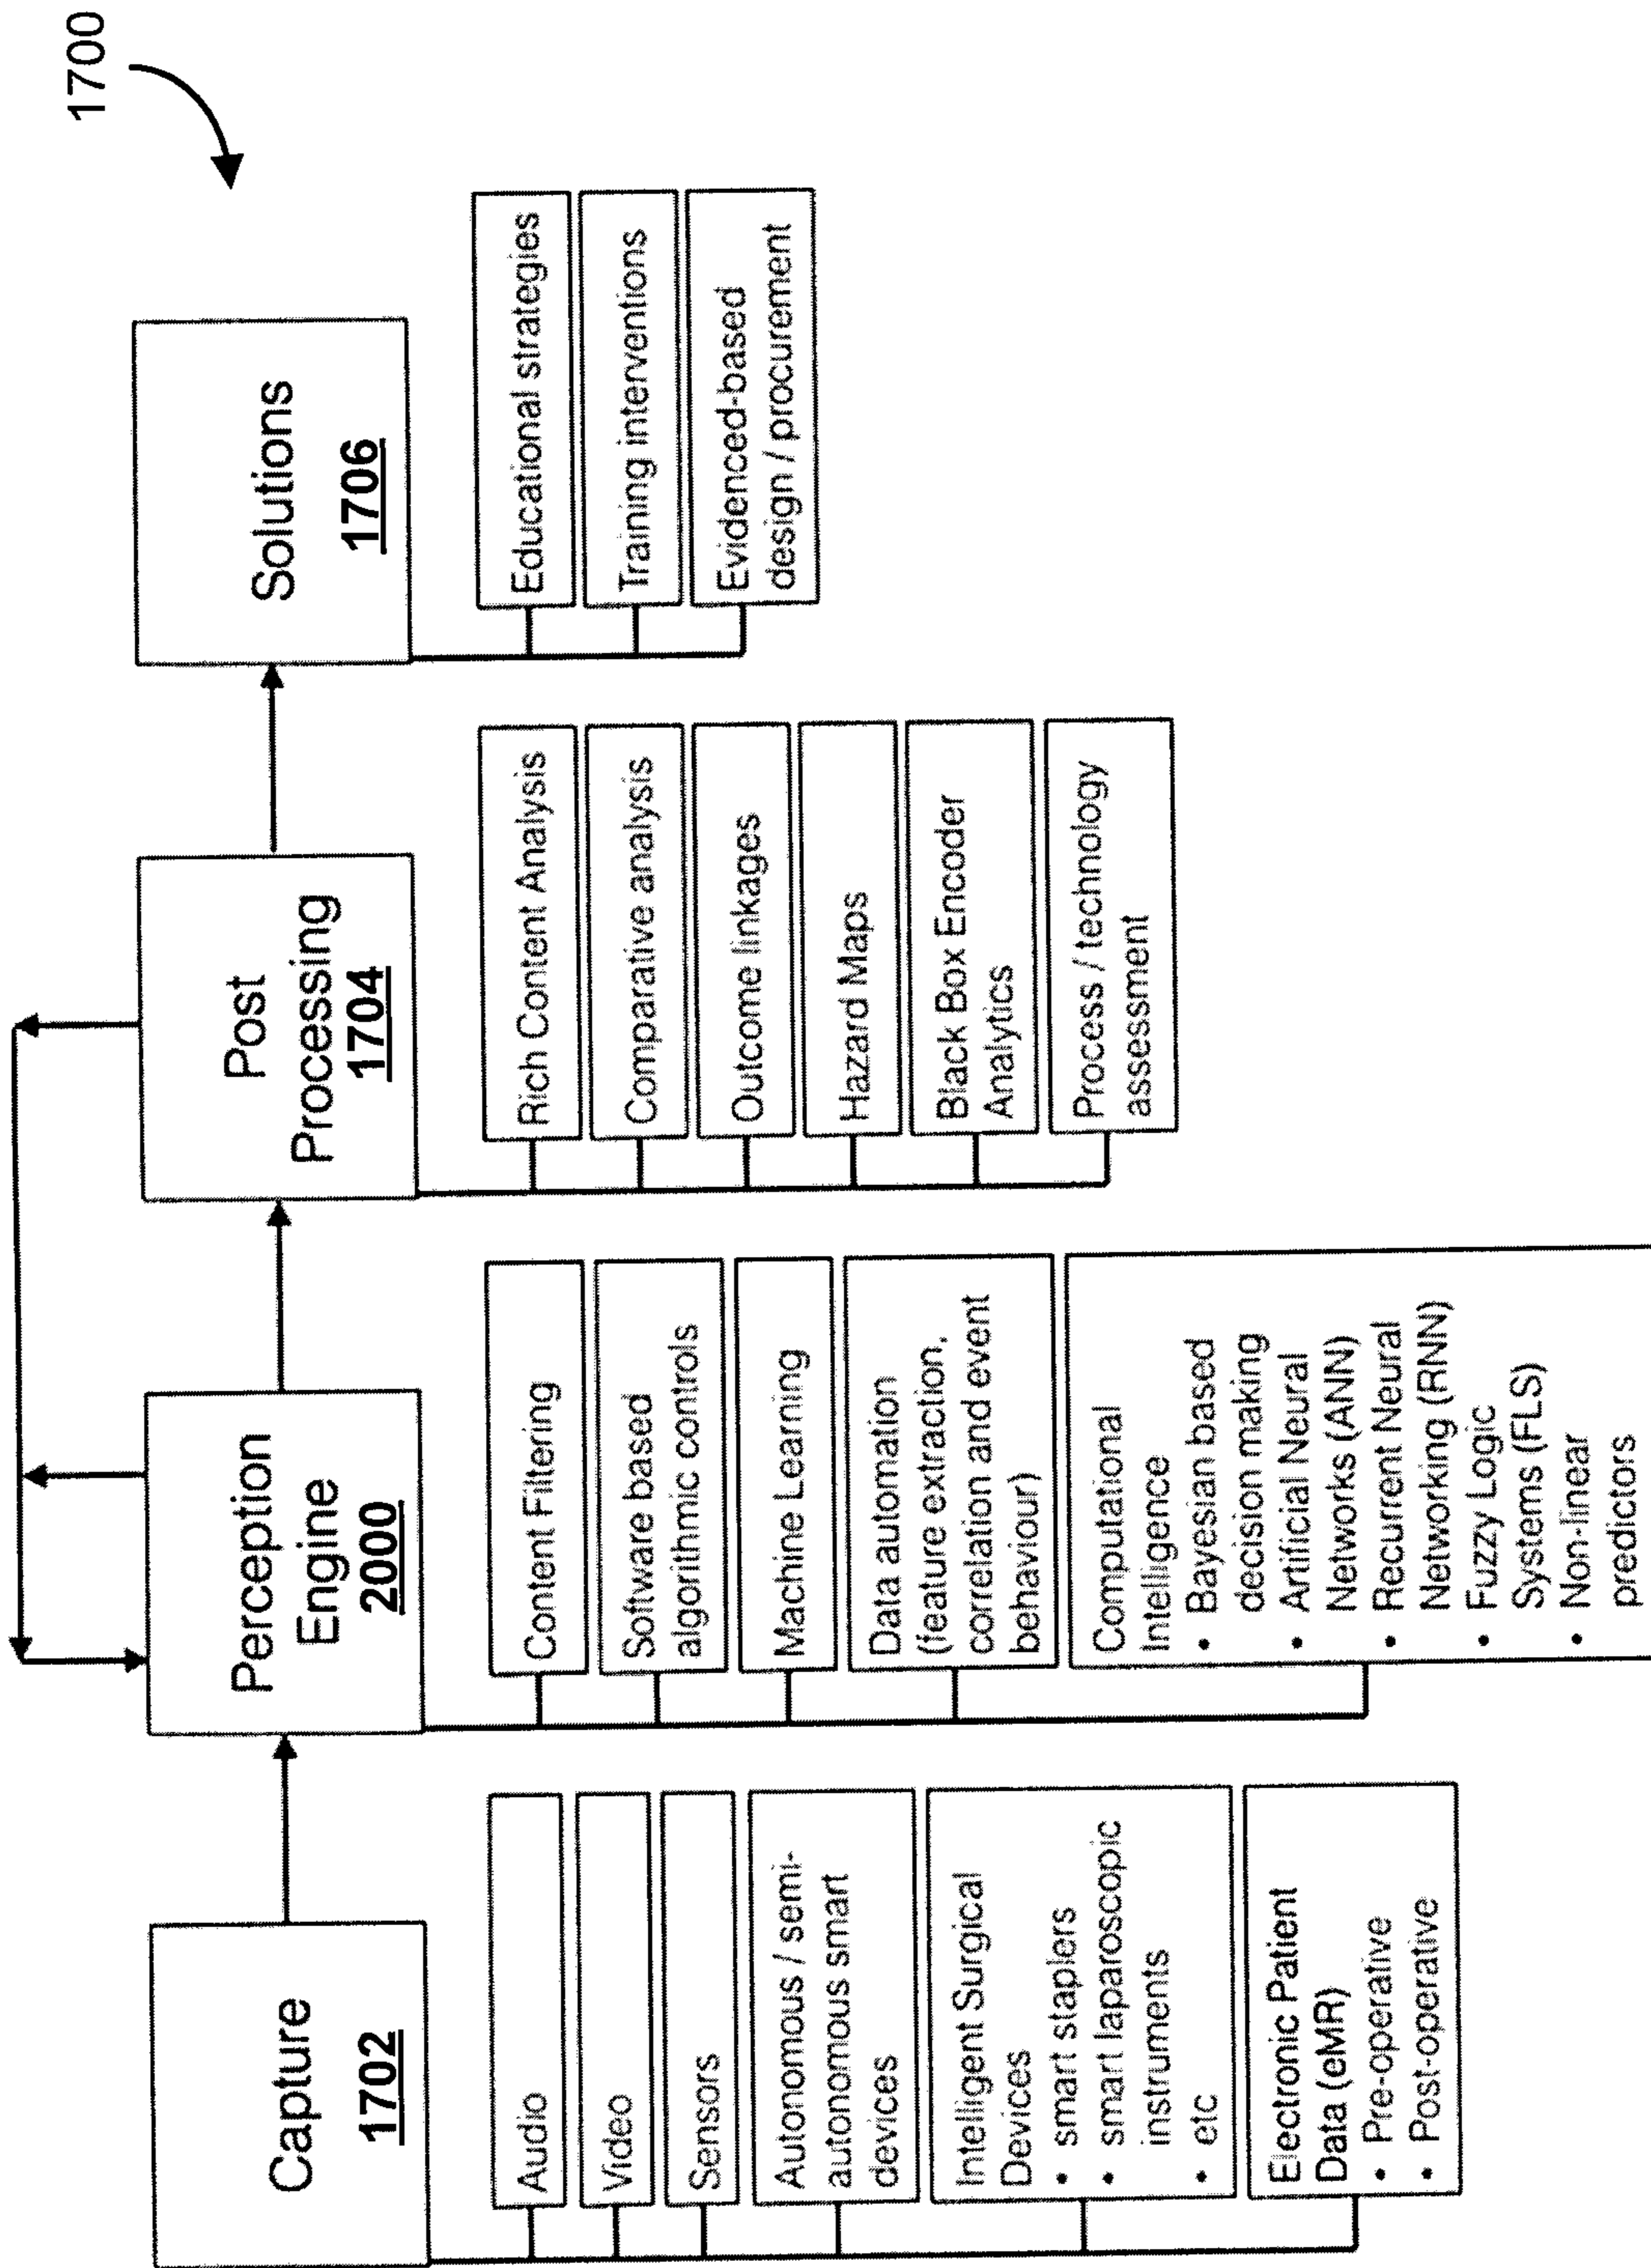 1700
Capture
1702
Audio
Video
Sensors
Autonomous / semi-
autonomous smart
devices
Intelligent Surgical
Devices
• smart staplers
• smart laparoscopic
instruments
• etc
Electronic Patient
Data (eMR)
• Pre-operative
• Post-operative
Perception
Engine
2000
Content Filtering
Software based
algorithmic controls
Machine Learning
Data automation
(feature extraction,
correlation and event
behaviour)
Computational
Intelligence
• Bayesian based
decision making
• Artificial Neural
Networks (ANN)
• Recurrent Neural
Networking (RNN)
• Fuzzy Logic
Systems (FLS)
• Non-linear
predictors
Post
Processing
1704
Rich Content Analysis
Comparative analysis
Outcome linkages
Hazard Maps
Black Box Encoder
Analytics
Process / technology
assessment
Solutions
1706
Educational strategies
Training interventions
Evidenced-based
design / procurement